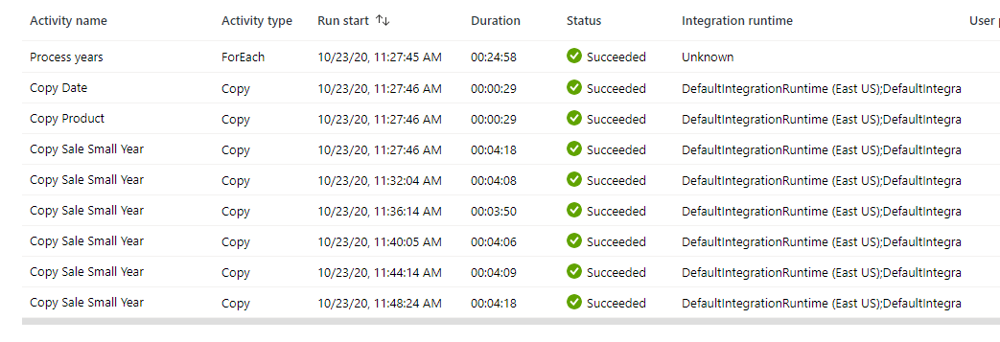 Activity name Activity type Run start ↑↓ Duration Status Integration runtime User p
Process years ForEach 10/23/20, 11:27:45 AM 00:24:58 Succeeded Unknown
Copy Date Copy 10/23/20, 11:27:46 AM 00:00:29 Succeeded DefaultIntegrationRuntime (East US);DefaultIntegra
Copy Product Copy 10/23/20, 11:27:46 AM 00:00:29 Succeeded DefaultIntegrationRuntime (East US);DefaultIntegra
Copy Sale Small Year Copy 10/23/20, 11:27:46 AM 00:04:18 Succeeded DefaultIntegrationRuntime (East US);DefaultIntegra
Copy Sale Small Year Copy 10/23/20, 11:32:04 AM 00:04:08 Succeeded DefaultIntegrationRuntime (East US);DefaultIntegra
Copy Sale Small Year Copy 10/23/20, 11:36:14 AM 00:03:50 Succeeded DefaultIntegrationRuntime (East US);DefaultIntegra
Copy Sale Small Year Copy 10/23/20, 11:40:05 AM 00:04:06 Succeeded DefaultIntegrationRuntime (East US);DefaultIntegra
Copy Sale Small Year Copy 10/23/20, 11:44:14 AM 00:04:09 Succeeded DefaultIntegrationRuntime (East US);DefaultIntegra
Copy Sale Small Year Copy 10/23/20, 11:48:24 AM 00:04:18 Succeeded DefaultIntegrationRuntime (East US);DefaultIntegra